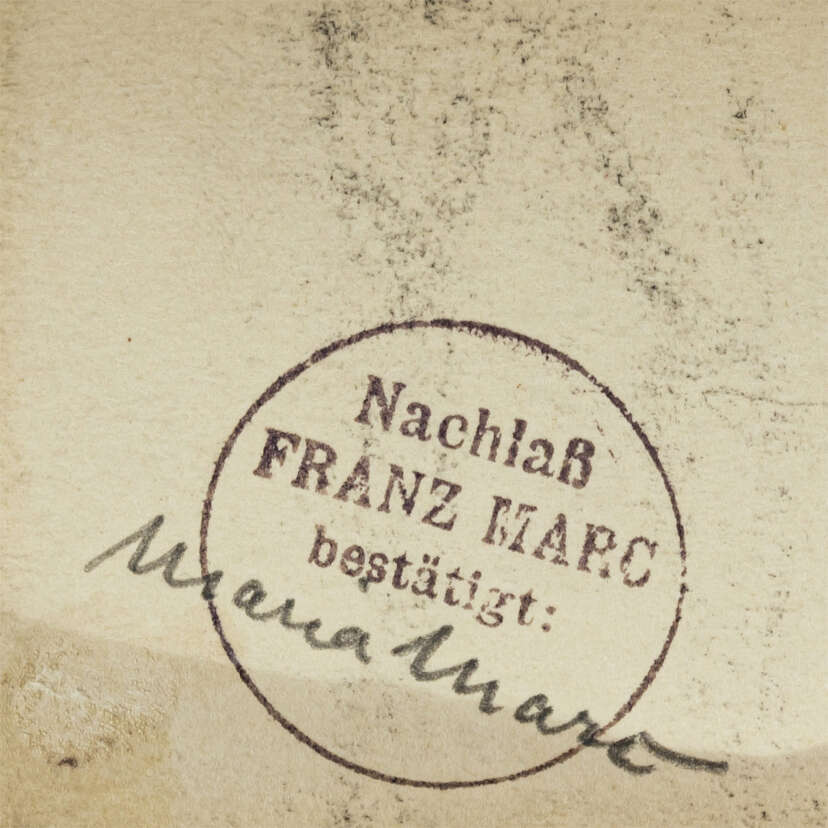 Nachlaß
FRANZ MARC
bestätigt:
Maria Marc